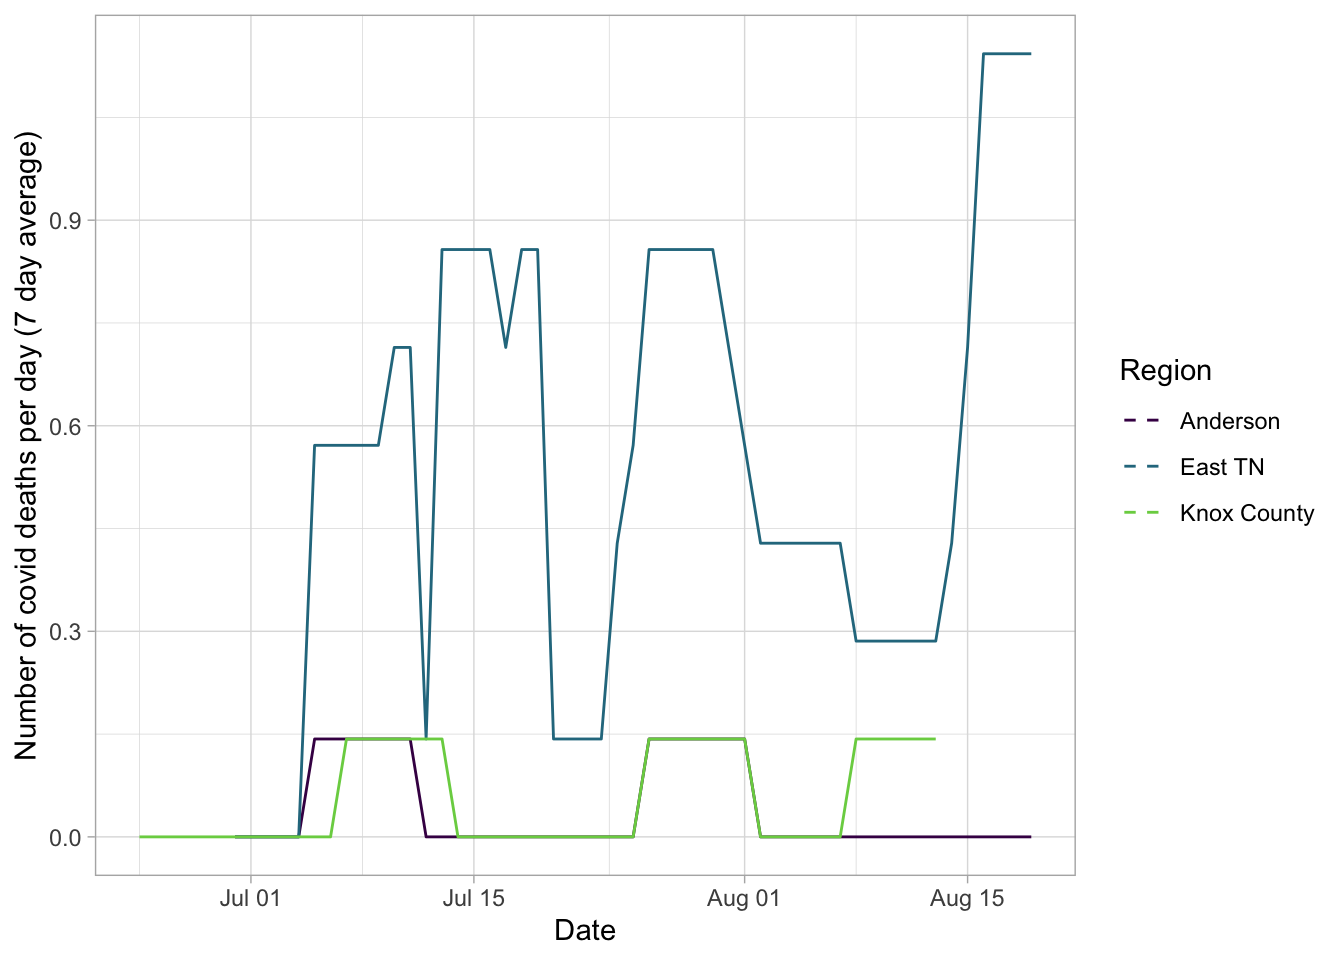 Number of covid deaths per day (7 day average)
0.9
0.6
0.3
0.0
Jul 01
Jul 15
Aug 01
Aug 15
Date
Region
Anderson
East TN
Knox County